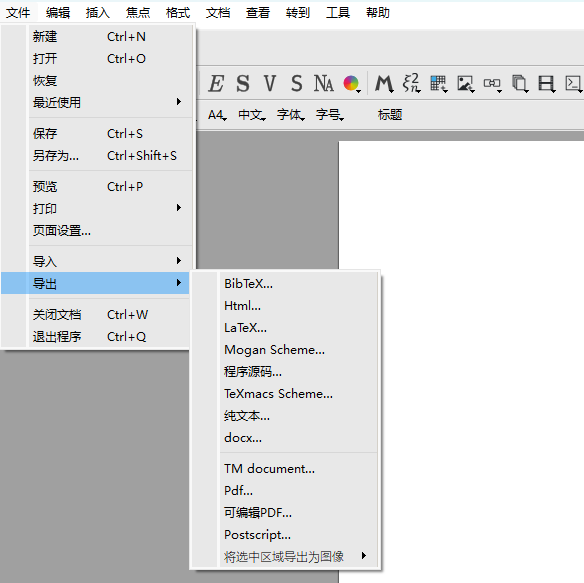 文件 编辑 插入 焦点 格式 文档 查看 转到 工具 帮助
新建 Ctrl+N
打开 Ctrl+O
恢复
最近使用
保存 Ctrl+S
另存为... Ctrl+Shift+S
预览 Ctrl+P
打印
页面设置...
导入
导出
关闭文档 Ctrl+W
退出程序 Ctrl+Q
E S V S NA M ξ2n
A4 中文 字体 字号 标题
BibTeX...
Html...
LaTeX...
Mogan Scheme...
程序源码...
TeXmacs Scheme...
纯文本...
docx...
TM document...
Pdf...
可编辑PDF...
Postscript...
将选中区域导出为图像